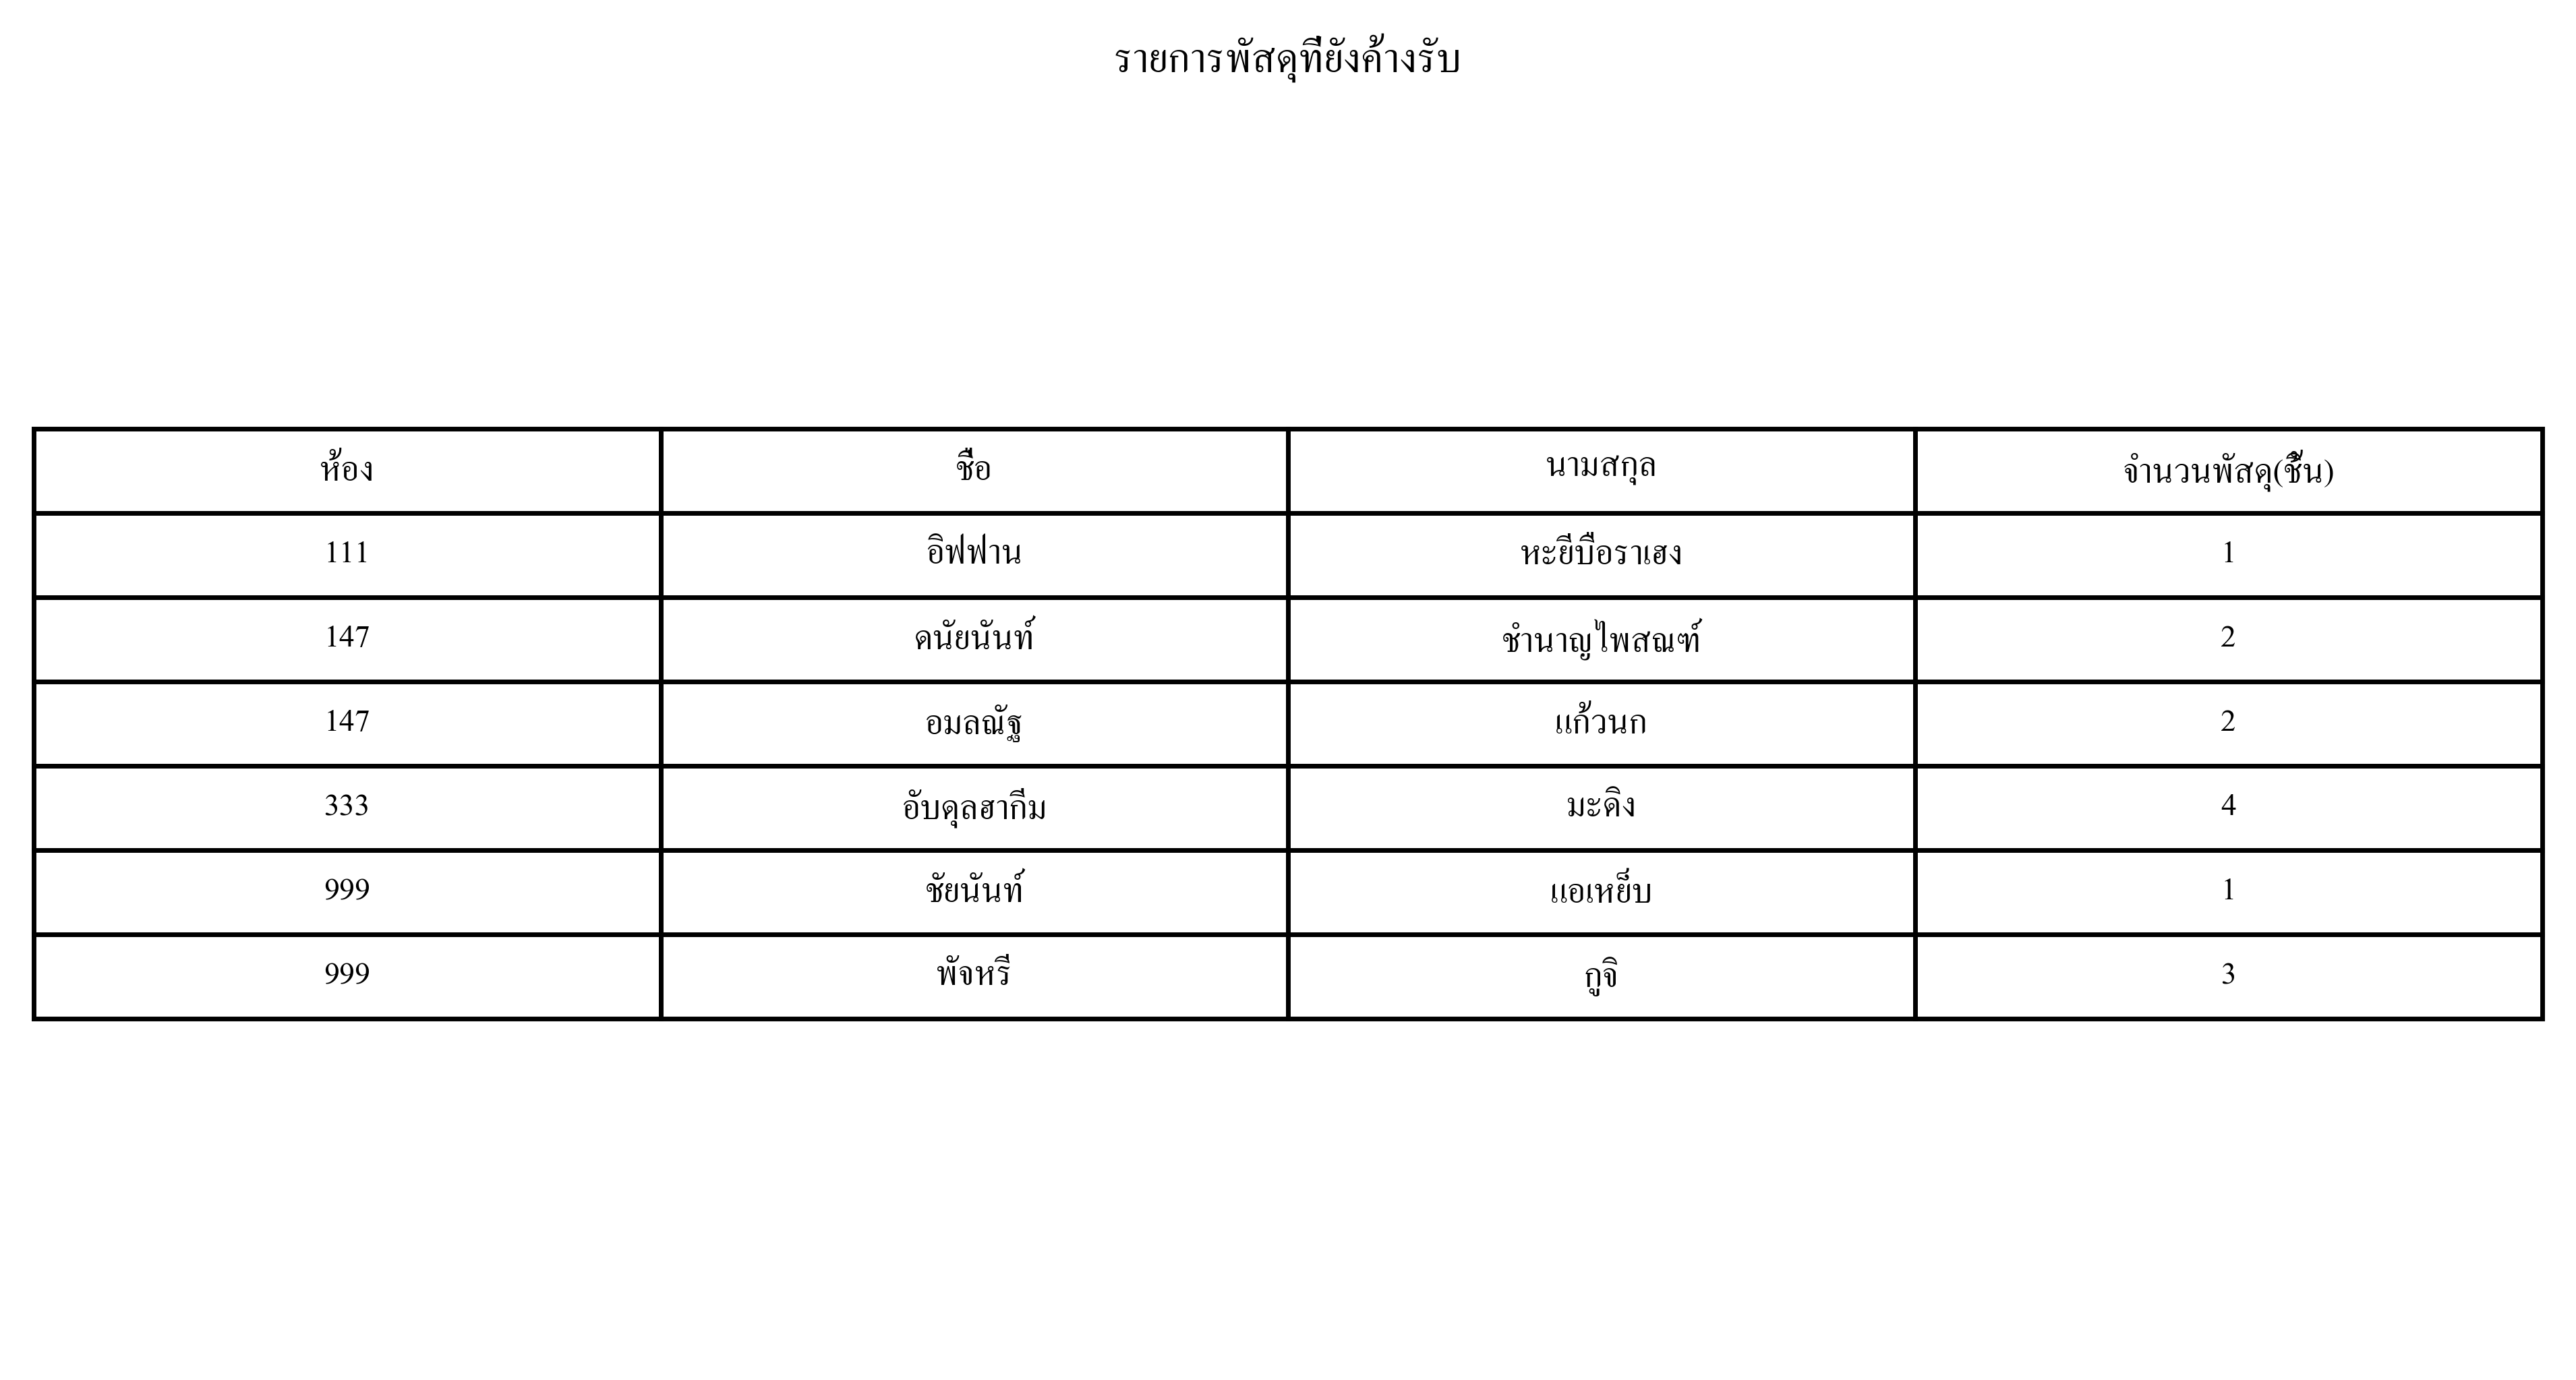 รายการพัสดุที่ยังค้างรับ
ห้อง ชื่อ นามสกุล จำนวนพัสดุ(ชิ้น)
111 อิฟฟาน หะยีบือราเฮง 1
147 ดนัยนันท์ ชำนาญไพสณฑ์ 2
147 อมลณัฐ แก้วนก 2
333 อับดุลฮากีม มะดิง 4
999 ชัยนันท์ แอเหย็บ 1
999 พัจหรี กูจิ 3